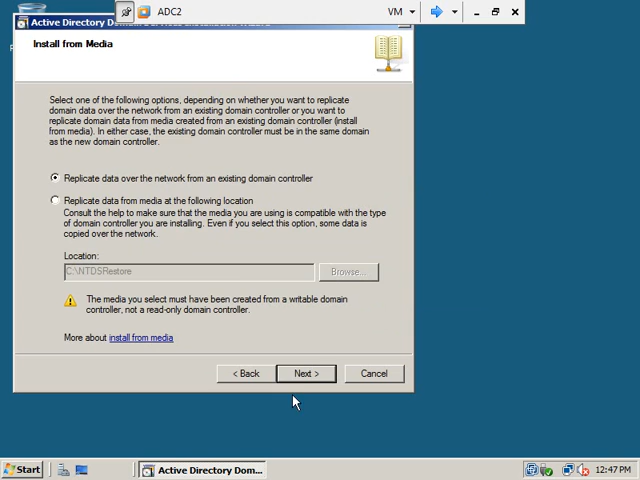 ADC2
VM
Active Directory Domain Services Installation Wizard
Install from Media
Select one of the following options, depending on whether you want to replicate
domain data over the network from an existing domain controller or you want to
replicate domain data from media created from an existing domain controller (install
from media). In either case, the existing domain controller must be in the same domain
as the new domain controller.
Replicate data over the network from an existing domain controller
Replicate data from media at the following location
Consult the help to make sure that the media you are using is compatible with the type
of domain controller you are installing. Even if you select this option, some data is
copied over the network.
Location:
C:\NTDSRestore
Browse...
The media you select must have been created from a writable domain
controller, not a read-only domain controller.
More about install from media
< Back
Next >
Cancel
Start
Active Directory Dom...
12:47 PM